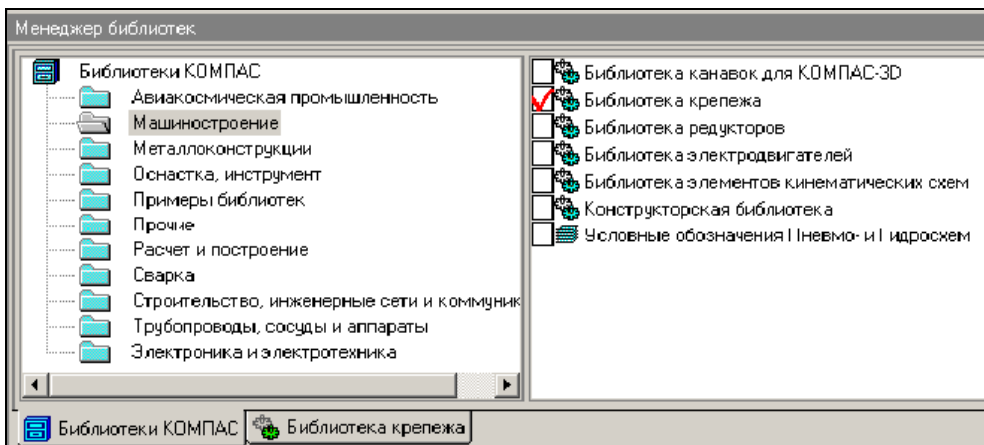 Менеджер библиотек
Библиотеки КОМПАС
Авиакосмическая промышленность
Машиностроение
Металлоконструкции
Оснастка, инструмент
Примеры библиотек
Прочие
Расчет и построение
Сварка
Строительство, инженерные сети и коммуник
Трубопроводы, сосуды и аппараты
Электроника и электротехника
Библиотека канавок для КОМПАС-3D
Библиотека крепежа
Библиотека редукторов
Библиотека электродвигателей
Библиотека элементов кинематических схем
Конструкторская библиотека
Условные обозначения Пневмо- и Гидросхем
Библиотеки КОМПАС
Библиотека крепежа